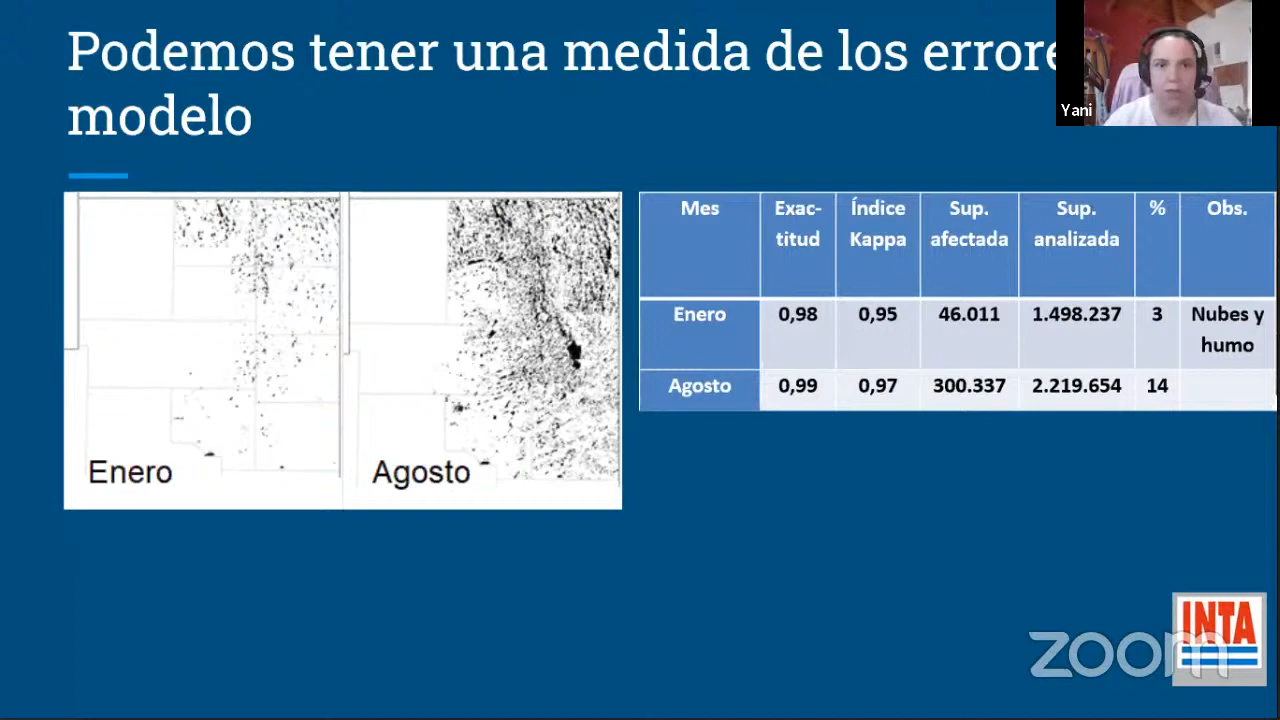 Podemos tener una medida de los errore
modelo
Yani
Enero
Agosto
Mes Exac- Índice Sup. Sup. % Obs.
titud Kappa afectada analizada
Enero 0,98 0,95 46.011 1.498.237 3 Nubes y
humo
Agosto 0,99 0,97 300.337 2.219.654 14
INTA
zoom